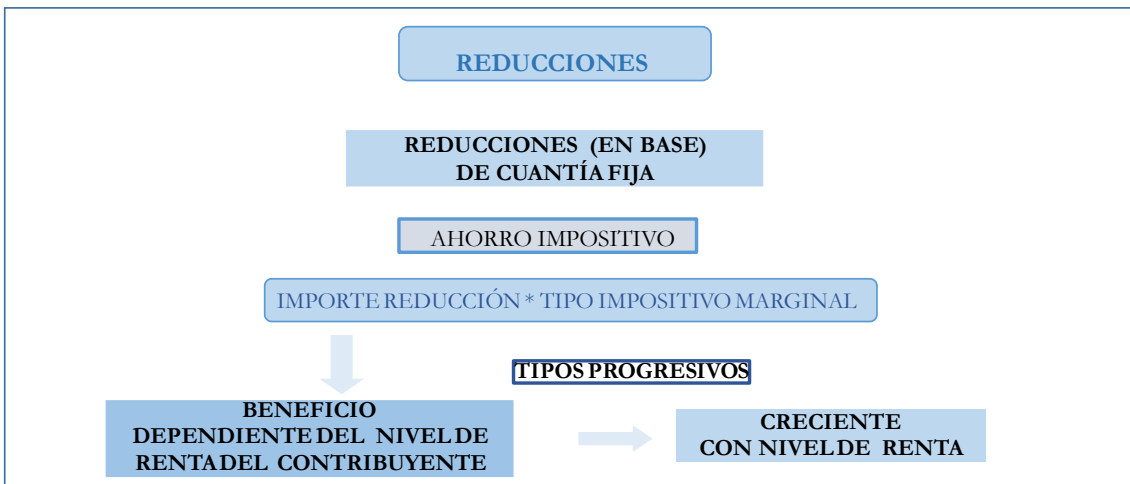 REDUCCIONES
REDUCCIONES (EN BASE)
DE CUANTÍA FIJA
AHORRO IMPOSITIVO
IMPORTE REDUCCIÓN * TIPO IMPOSITIVO MARGINAL
TIPOS PROGRESIVOS
BENEFICIO
DEPENDIENTE DEL NIVEL DE
RENTA DEL CONTRIBUYENTE
CRECIENTE
CON NIVEL DE RENTA